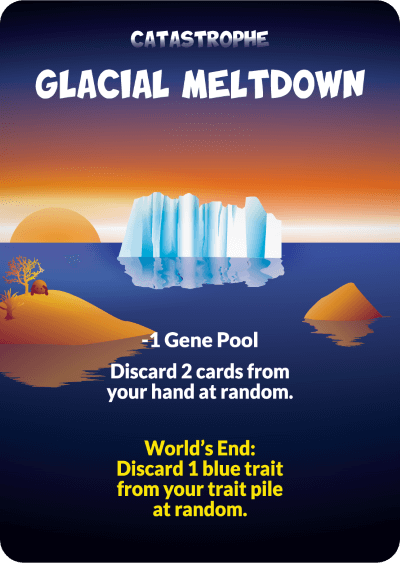 CATASTROPHE
GLACIAL MELTDOWN
-1 Gene Pool
Discard 2 cards from
your hand at random.
World's End:
Discard 1 blue trait
from your trait pile
at random.